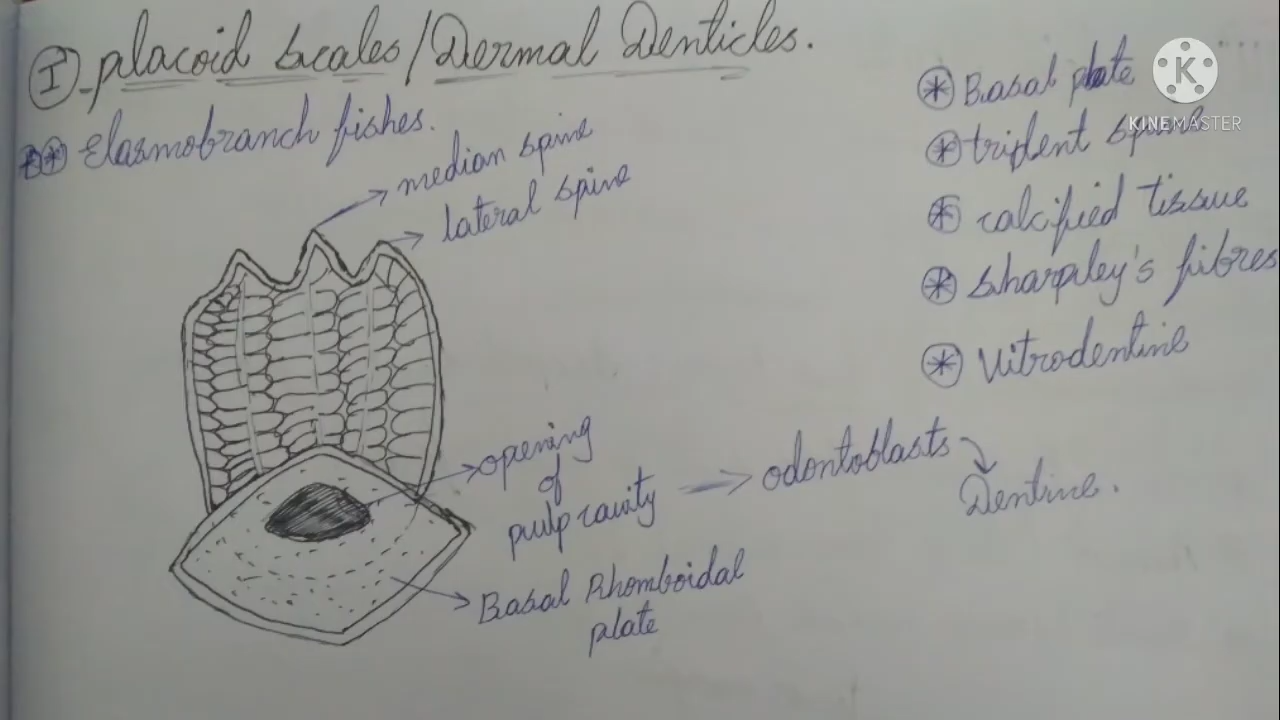 I placoid scales/Dermal Denticles.
Elasmobranch fishes.
median spine
lateral spine
opening
of
pulp cavity → odontoblasts
Dentine.
Basal Rhomboidal
plate
Basal plate
trident spine
calcified tissue
sharpley's fibres
Vitrodentine
K
KINEMASTER